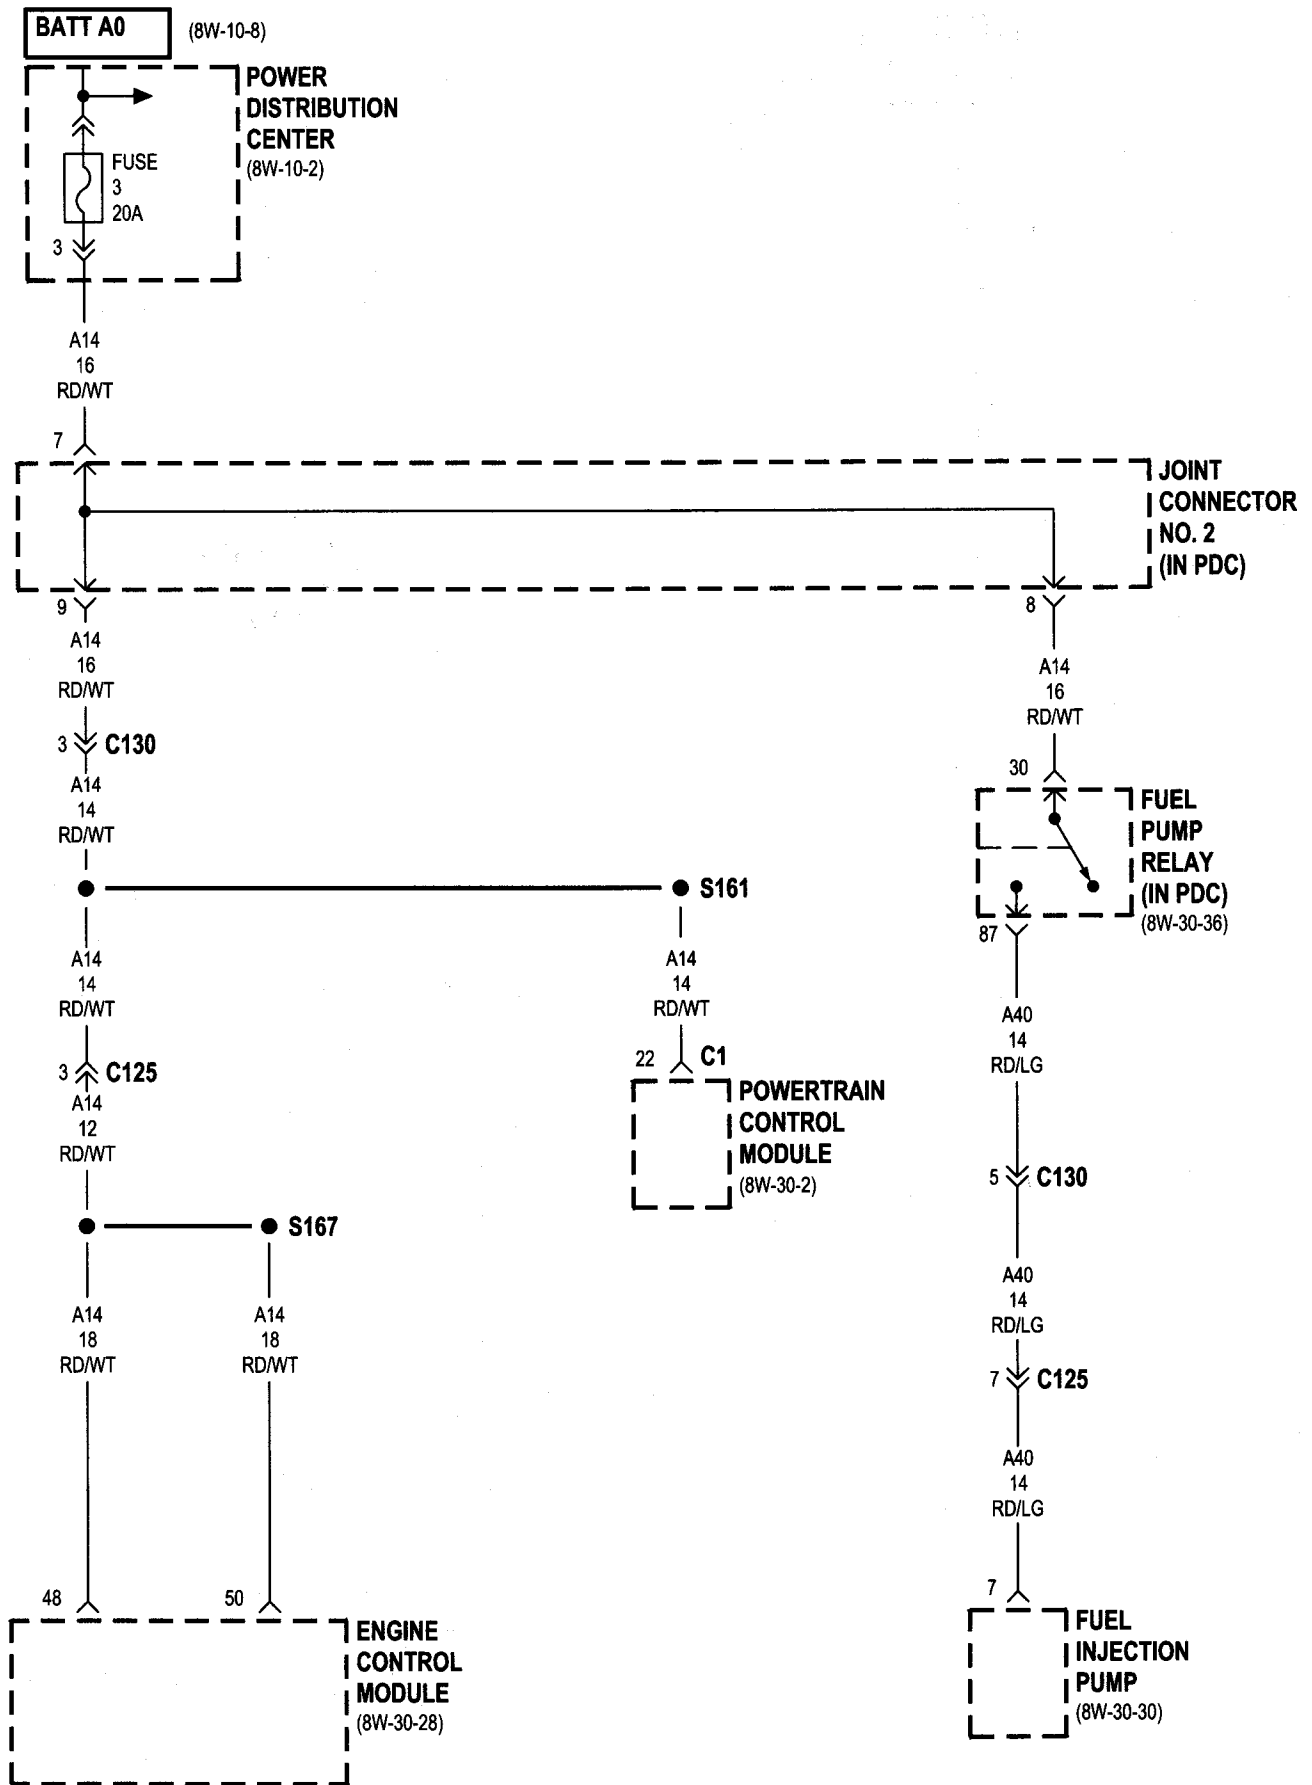 BATT A0
(8W-10-8)
POWER
DISTRIBUTION
CENTER
(8W-10-2)
FUSE
3
20A
3
A14
16
RD/WT
7
JOINT
CONNECTOR
NO. 2
(IN PDC)
9
8
A14
16
RD/WT
A14
16
RD/WT
3
C130
30
A14
14
RD/WT
FUEL
PUMP
RELAY
(IN PDC)
(8W-30-36)
S161
87
A14
14
RD/WT
A14
14
RD/WT
A40
14
RD/LG
22
C1
3
C125
POWERTRAIN
CONTROL
MODULE
(8W-30-2)
A14
12
RD/WT
5
C130
S167
A14
18
RD/WT
A14
18
RD/WT
A40
14
RD/LG
7
C125
A40
14
RD/LG
48
50
7
ENGINE
CONTROL
MODULE
(8W-30-28)
FUEL
INJECTION
PUMP
(8W-30-30)